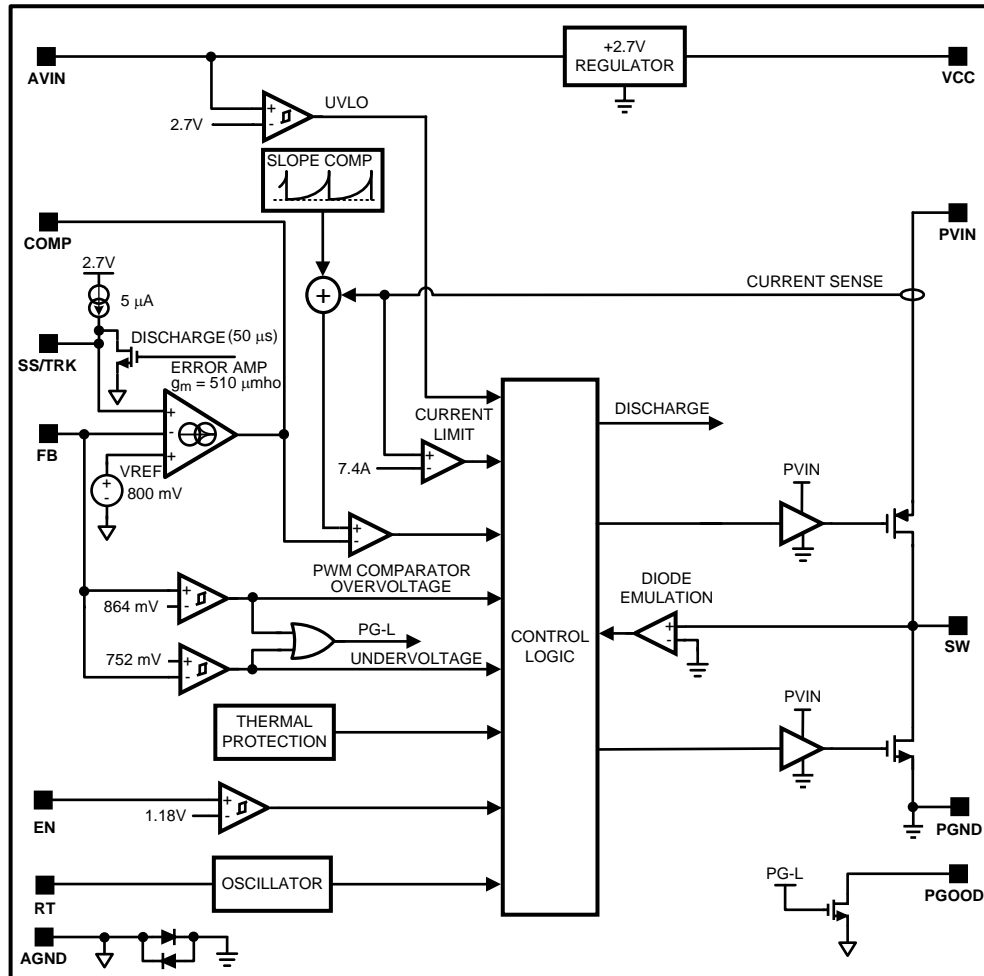 +2.7V
REGULATOR
AVIN
VCC
UVLO
+
-
2.7V
SLOPE COMP
COMP
PVIN
2.7V
+
CURRENT SENSE
5 μA
DISCHARGE (50 μs)
SS/TRK
ERROR AMP
gm = 510 μmho
+
-
+
FB
VREF
+
-
800 mV
CURRENT
LIMIT
+
-
7.4A
DISCHARGE
PVIN
+
-
PWM COMPARATOR
OVERVOLTAGE
+
-
864 mV
PG-L
752 mV
+
-
UNDERVOLTAGE
CONTROL
LOGIC
DIODE
EMULATION
+
-
SW
PVIN
THERMAL
PROTECTION
EN
+
-
1.18V
PGND
RT
OSCILLATOR
PG-L
PGOOD
AGND